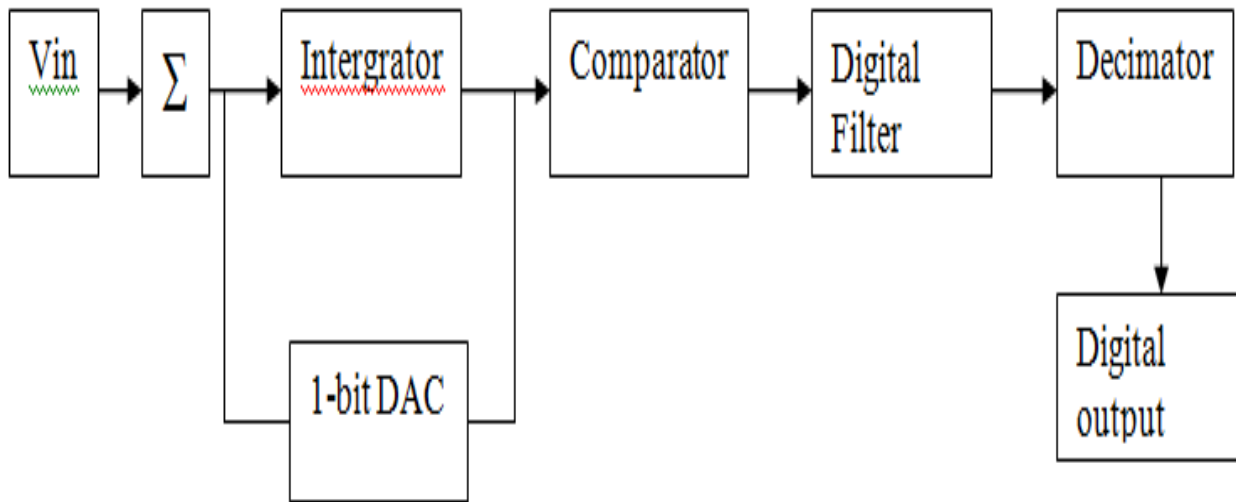 Vin
Σ
Intergrator
Comparator
Digital
Filter
Decimator
1-bit DAC
Digital
output